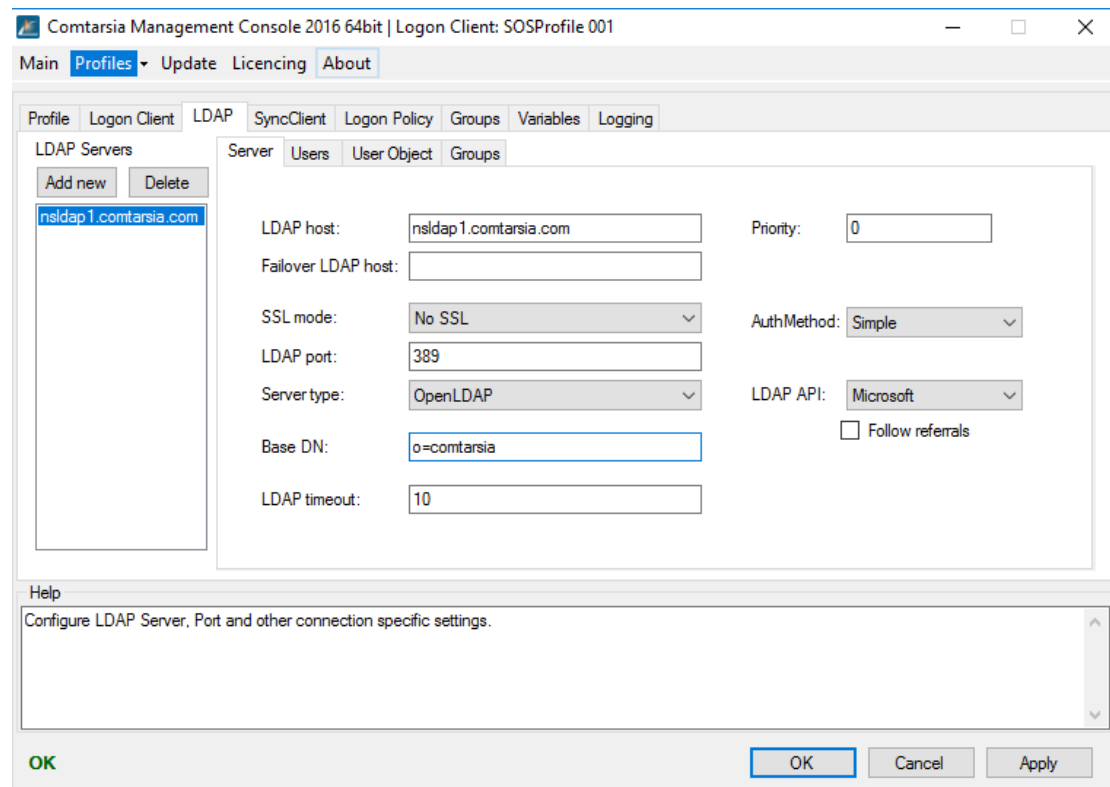 Comtarsia Management Console 2016 64bit | Logon Client: SOSProfile 001
Main Profiles Update Licencing About
Profile Logon Client LDAP SyncClient Logon Policy Groups Variables Logging
LDAP Servers
Add new Delete
nsldap1.comtarsia.com
Server Users User Object Groups
LDAP host: nsldap1.comtarsia.com Priority: 0
Failover LDAP host:
SSL mode: No SSL AuthMethod: Simple
LDAP port: 389
Server type: OpenLDAP LDAP API: Microsoft
Follow referrals
Base DN: o=comtarsia
LDAP timeout: 10
Help
Configure LDAP Server, Port and other connection specific settings.
OK OK Cancel Apply